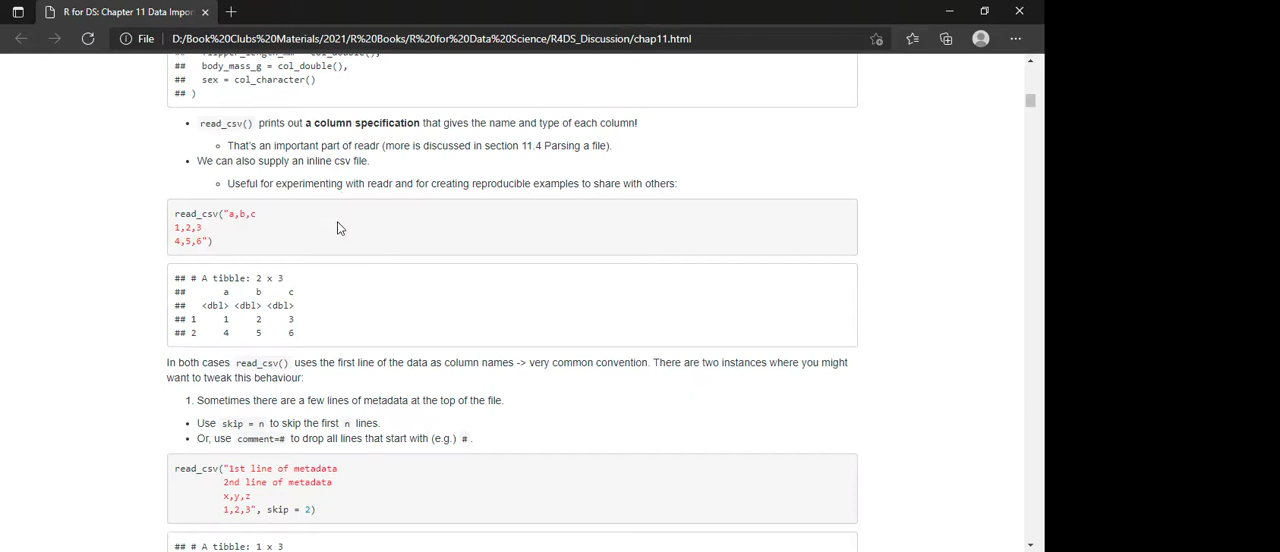 R for DS: Chapter 11 Data Impor
File
D:/Book%20Clubs%20Materials/2021/R%20Books/R%20for%20Data%20Science/R4DS_Discussion/chap11.html
## flipper_length_mm = col_double(),
## body_mass_g = col_double(),
## sex = col_character()
## )
read_csv() prints out a column specification that gives the name and type of each column!
That's an important part of readr (more is discussed in section 11.4 Parsing a file).
We can also supply an inline csv file.
Useful for experimenting with readr and for creating reproducible examples to share with others:
read_csv("a,b,c
1,2,3
4,5,6")
## # A tibble: 2 x 3
## a b c
## <dbl> <dbl> <dbl>
## 1 1 2 3
## 2 4 5 6
In both cases read_csv() uses the first line of the data as column names -> very common convention. There are two instances where you might
want to tweak this behaviour:
1. Sometimes there are a few lines of metadata at the top of the file.
Use skip = n to skip the first n lines.
Or, use comment=# to drop all lines that start with (e.g.) #.
read_csv("1st line of metadata
2nd line of metadata
x,y,z
1,2,3", skip = 2)
## # A tibble: 1 x 3